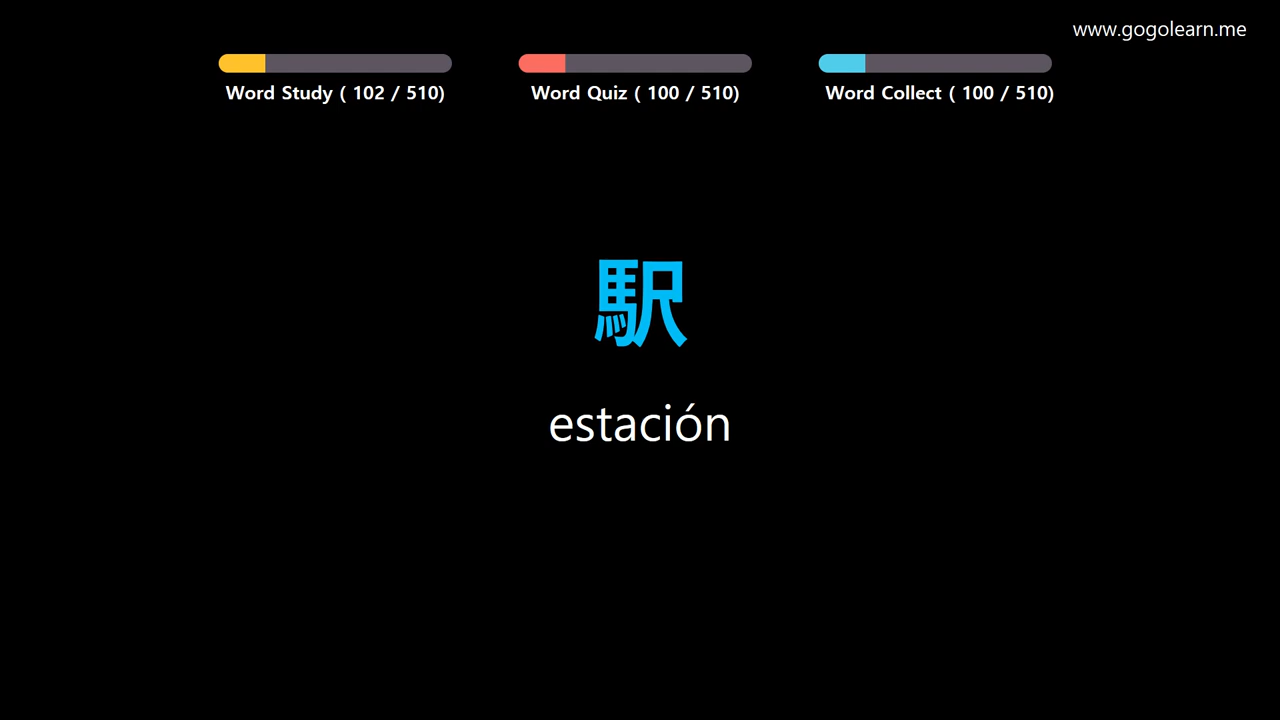 www.gogolearn.me
Word Study ( 102 / 510)
Word Quiz ( 100 / 510)
Word Collect ( 100 / 510)
駅
estación